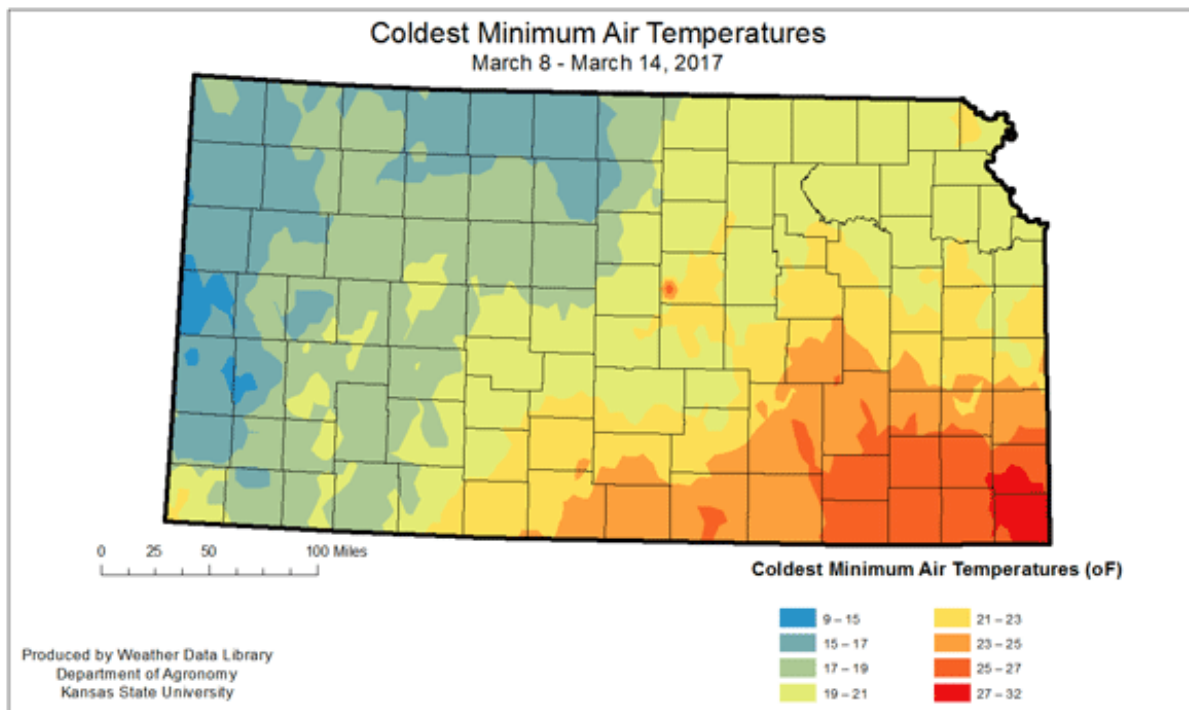 Coldest Minimum Air Temperatures
March 8 - March 14, 2017
0 25 50 100 Miles
Coldest Minimum Air Temperatures (oF)
9 – 15
15 – 17
17 – 19
19 – 21
21 – 23
23 – 25
25 – 27
27 – 32
Produced by Weather Data Library
Department of Agronomy
Kansas State University